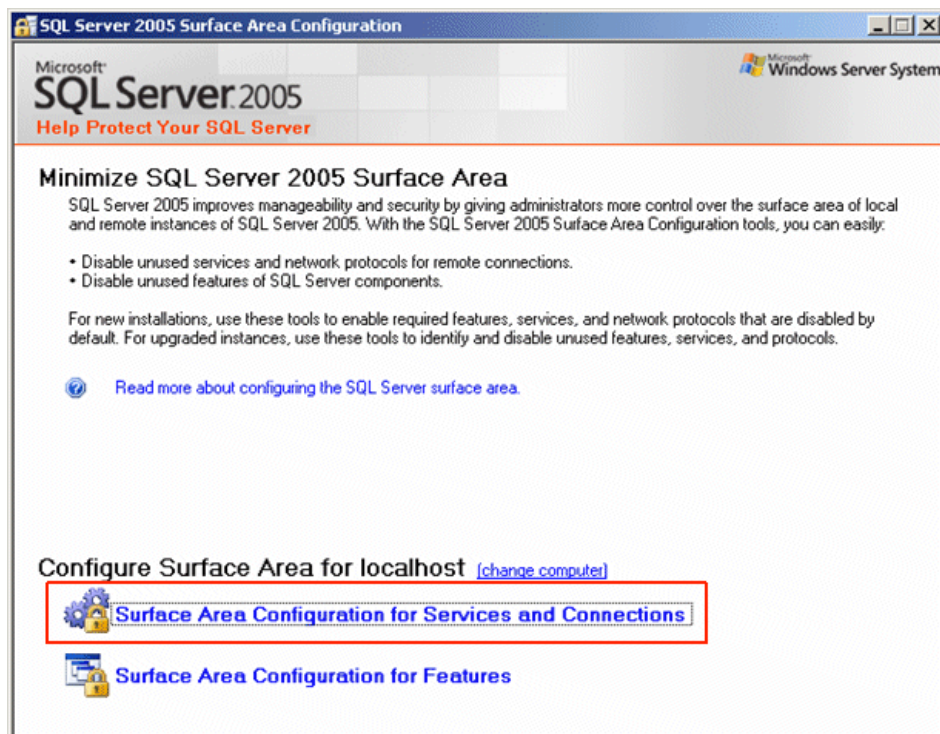 SQL Server 2005 Surface Area Configuration
Microsoft
SQL Server 2005
Help Protect Your SQL Server
Microsoft
Windows Server System
Minimize SQL Server 2005 Surface Area
SQL Server 2005 improves manageability and security by giving administrators more control over the surface area of local
and remote instances of SQL Server 2005. With the SQL Server 2005 Surface Area Configuration tools, you can easily:
• Disable unused services and network protocols for remote connections.
• Disable unused features of SQL Server components.
For new installations, use these tools to enable required features, services, and network protocols that are disabled by
default. For upgraded instances, use these tools to identify and disable unused features, services, and protocols.
Read more about configuring the SQL Server surface area.
Configure Surface Area for localhost (change computer)
Surface Area Configuration for Services and Connections
Surface Area Configuration for Features